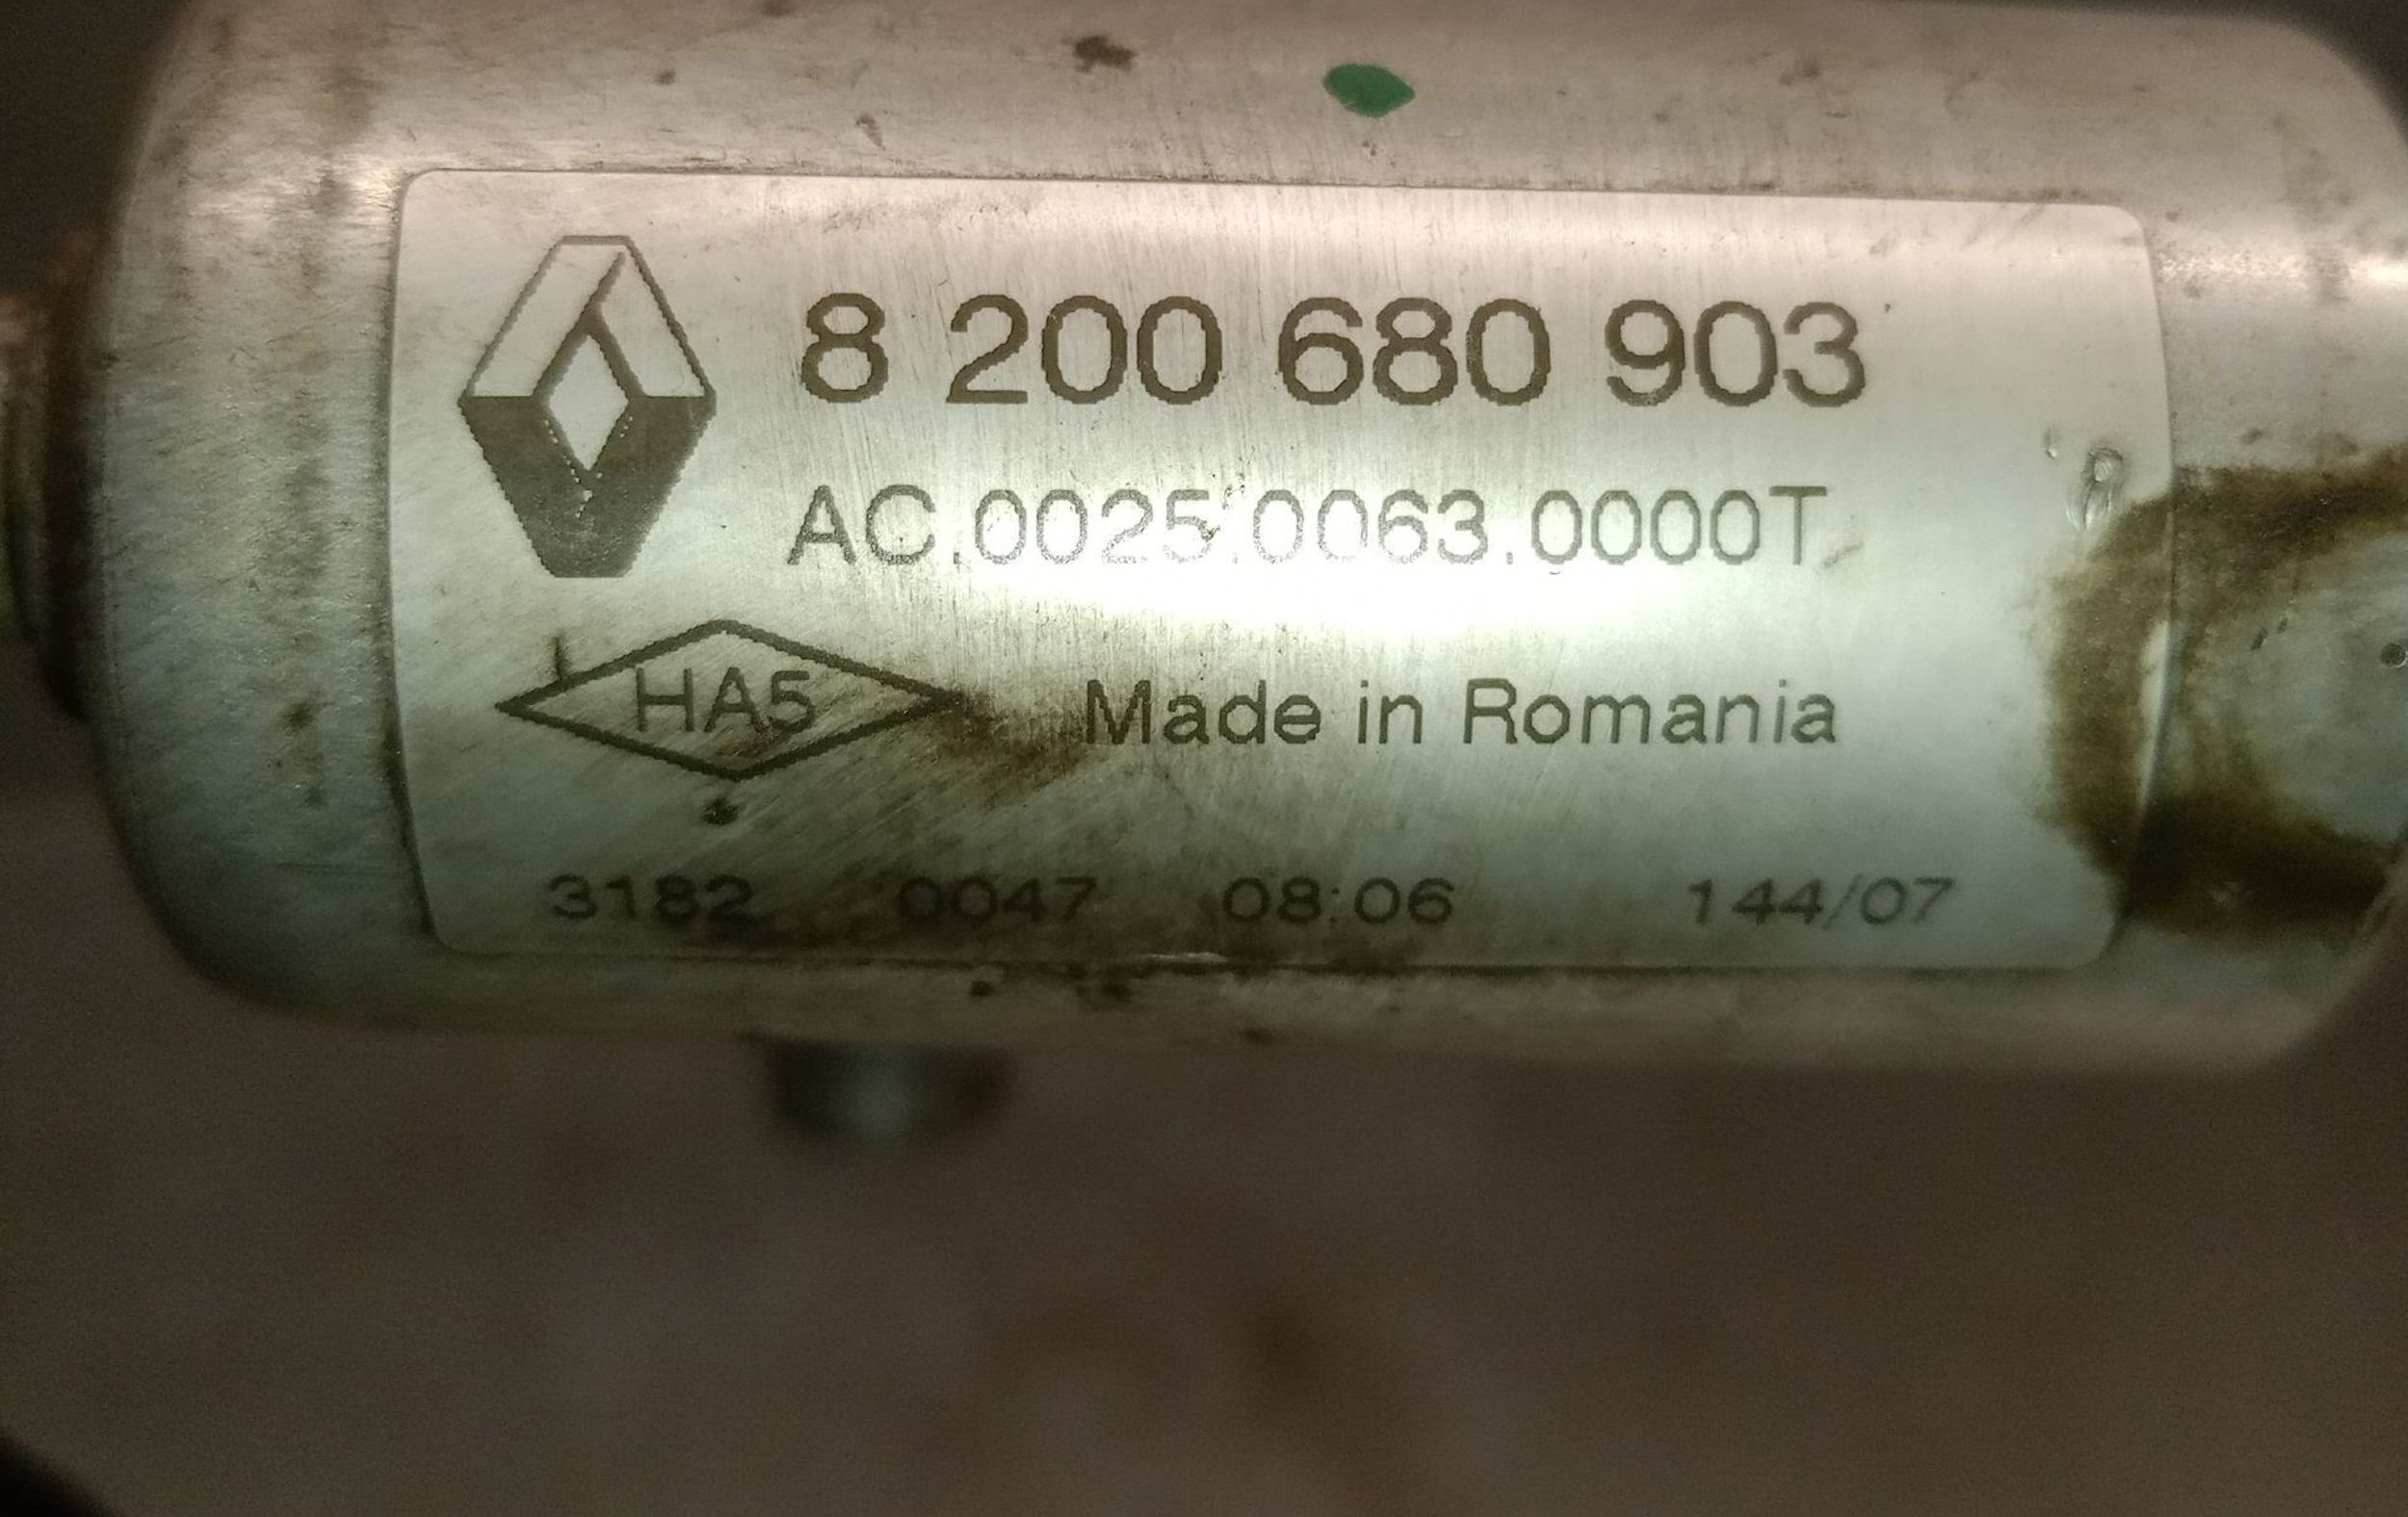 8 200 680 903
AC.0025.0063.0000T
HA5 Made in Romania
3182 0047 08:06 144/07